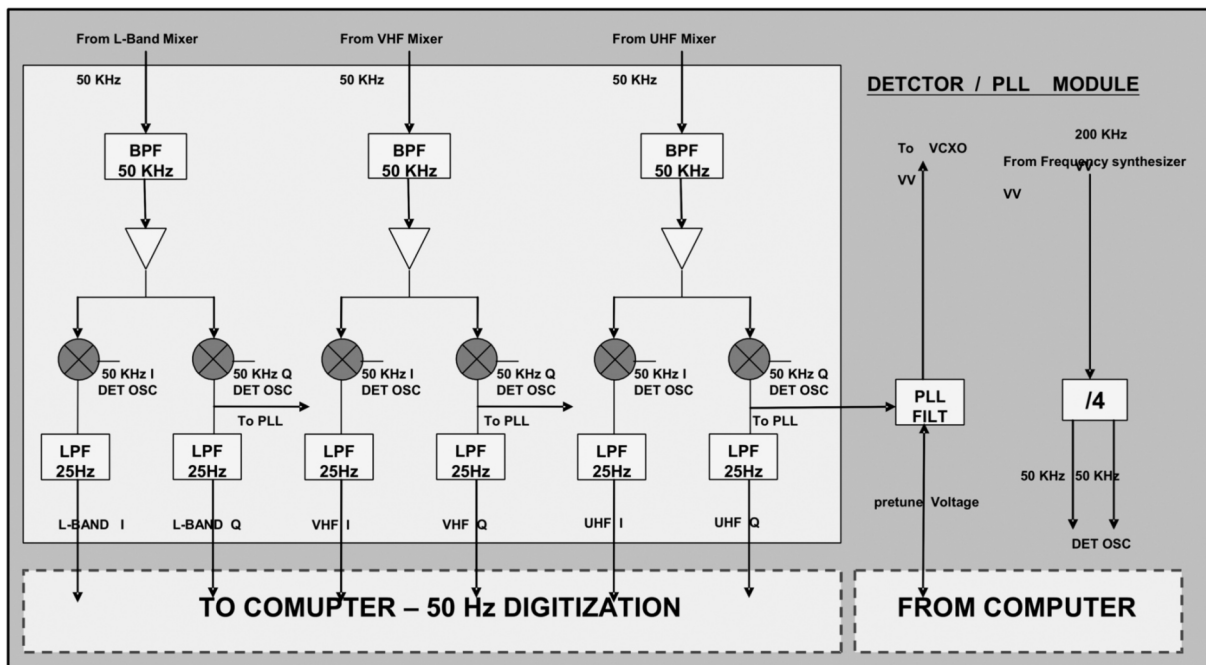 From L-Band Mixer
From VHF Mixer
From UHF Mixer
50 KHz
50 KHz
50 KHz
DETCTOR / PLL MODULE
BPF
50 KHz
BPF
50 KHz
BPF
50 KHz
To VCXO
VV
200 KHz
From Frequency synthesizer
VV
VV
50 KHz I
DET OSC
50 KHz Q
DET OSC
50 KHz I
DET OSC
50 KHz Q
DET OSC
50 KHz I
DET OSC
50 KHz Q
DET OSC
To PLL
To PLL
To PLL
PLL
FILT
/4
LPF
25Hz
LPF
25Hz
LPF
25Hz
LPF
25Hz
LPF
25Hz
LPF
25Hz
50 KHz
50 KHz
pretune Voltage
L-BAND I
L-BAND Q
VHF I
VHF Q
UHF I
UHF Q
DET OSC
TO COMUPTER – 50 Hz DIGITIZATION
FROM COMPUTER